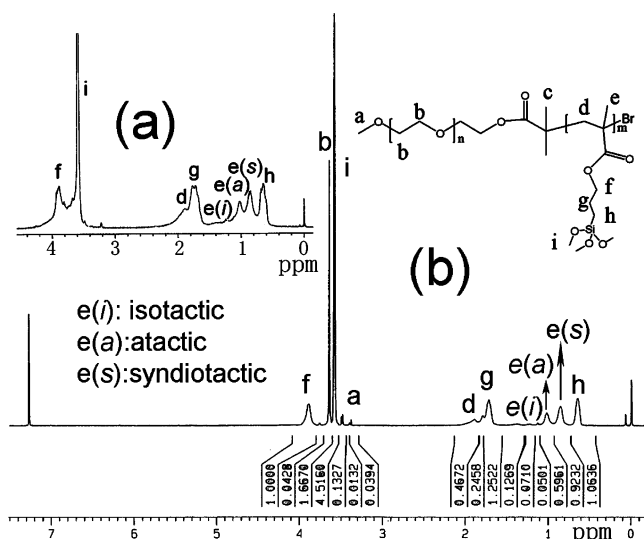 (a)
i
f
g
d
e(i)
e(a)
e(s)
h
4 3 2 1 0
ppm
a
b
b
n
c
d
e
m
Br
O
O
O
O
O
O
f
g
h
i
Si
O
O
O
(b)
b
i
e(i): isotactic
e(a):atactic
e(s):syndiotactic
f
a
d
g
e(i)
e(a)
e(s)
h
1.0000 0.0428 1.6670 4.5160 0.1327 0.0132 0.0394
0.4672 0.2458 1.2522 0.1269 0.0710 0.0501 0.5961 0.9232 1.0636
7 6 5 4 3 2 1 0
ppm